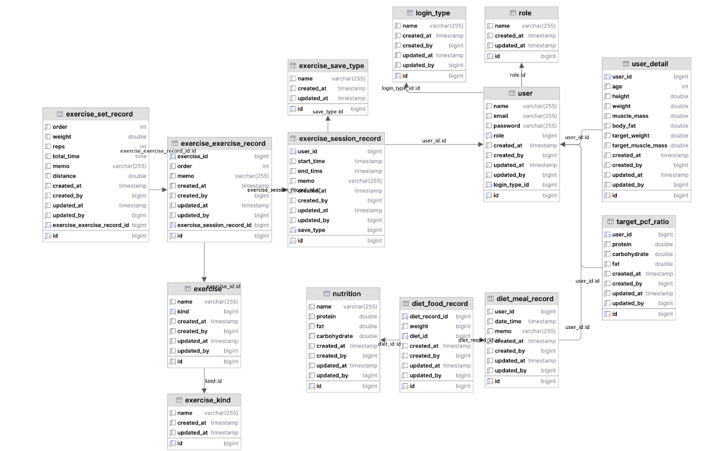 login_type
name varchar(255)
created_at timestamp
created_by bigint
updated_at timestamp
updated_by bigint
id bigint
role
name varchar(255)
created_at timestamp
updated_at timestamp
id bigint
exercise_save_type
name varchar(255)
created_at timestamp
updated_at timestamp
id bigint
user_detail
user_id bigint
age int
height double
weight double
muscle_mass double
body_fat double
target_weight double
target_muscle_mass double
created_at timestamp
created_by bigint
updated_at timestamp
updated_by bigint
id bigint
role:id
login_type_id:id
user
name varchar(255)
email varchar(255)
password varchar(255)
role bigint
created_at timestamp
created_by bigint
updated_at timestamp
updated_by bigint
login_type_id bigint
id bigint
save_type:id
exercise_set_record
order int
weight double
reps int
total_time time
memo varchar(255)
distance double
created_at timestamp
created_by bigint
updated_at timestamp
updated_by bigint
exercise_exercise_record_id bigint
id bigint
exercise_exercise_record_id:id
exercise_exercise_record
exercise_id bigint
order int
memo varchar(255)
created_at timestamp
created_by bigint
updated_at timestamp
updated_by bigint
exercise_session_record_id bigint
id bigint
exercise_session_record
user_id bigint
start_time timestamp
end_time timestamp
memo varchar(255)
created_at timestamp
created_by bigint
updated_at timestamp
updated_by bigint
save_type bigint
id bigint
user_id:id
user_id:id
target_pcf_ratio
user_id bigint
protein double
carbohydrate double
fat double
created_at timestamp
created_by bigint
updated_at timestamp
updated_by bigint
id bigint
user_id:id
exercise_id:id
exercise
name varchar(255)
kind bigint
created_at timestamp
created_by bigint
updated_at timestamp
updated_by bigint
id bigint
nutrition
name varchar(255)
protein double
fat double
carbohydrate double
created_at timestamp
created_by bigint
updated_at timestamp
updated_by bigint
id bigint
diet_id:id
diet_food_record
diet_record_id bigint
weight double
diet_id bigint
created_at timestamp
created_by bigint
updated_at timestamp
updated_by bigint
id bigint
diet_meal_record
user_id bigint
date_time timestamp
memo varchar(255)
created_at timestamp
created_by bigint
updated_at timestamp
updated_by bigint
id bigint
user_id:id
kind:id
exercise_kind
name varchar(255)
created_at timestamp
updated_at timestamp
id bigint